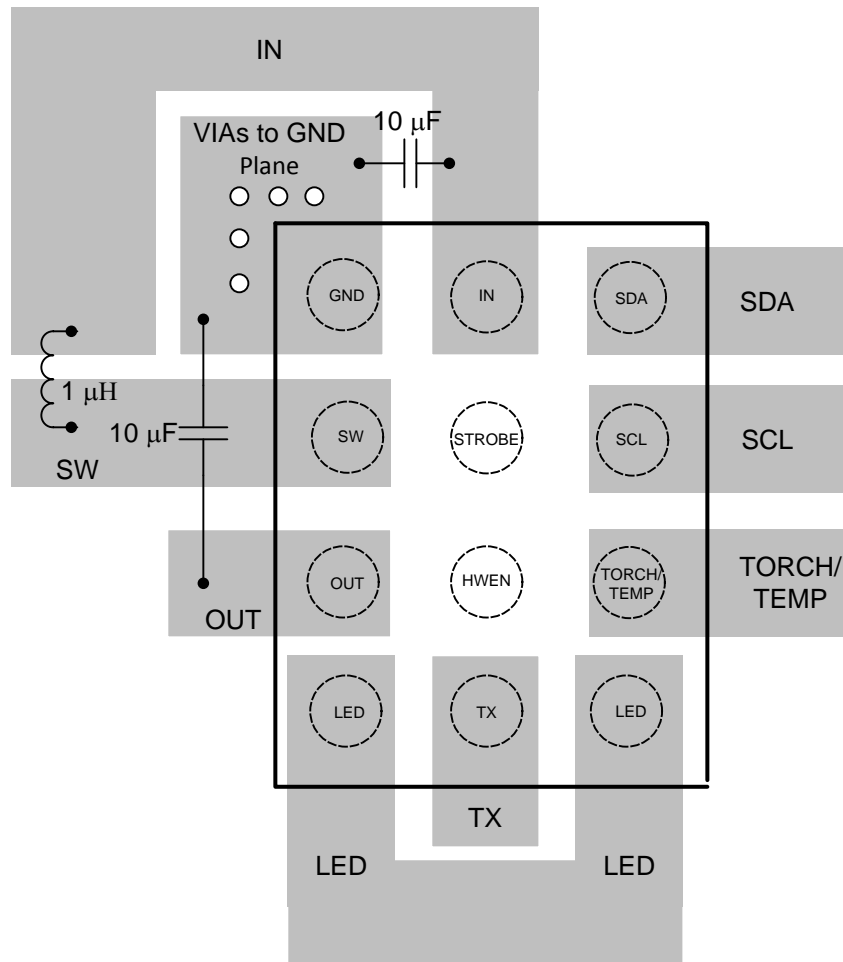 IN
VIAs to GND
Plane
10 μF
GND
IN
SDA
SDA
1 μH
10 μF
SW
SW
STROBE
SCL
SCL
OUT
OUT
HWEN
TORCH/
TEMP
TORCH/
TEMP
LED
TX
LED
TX
LED
LED